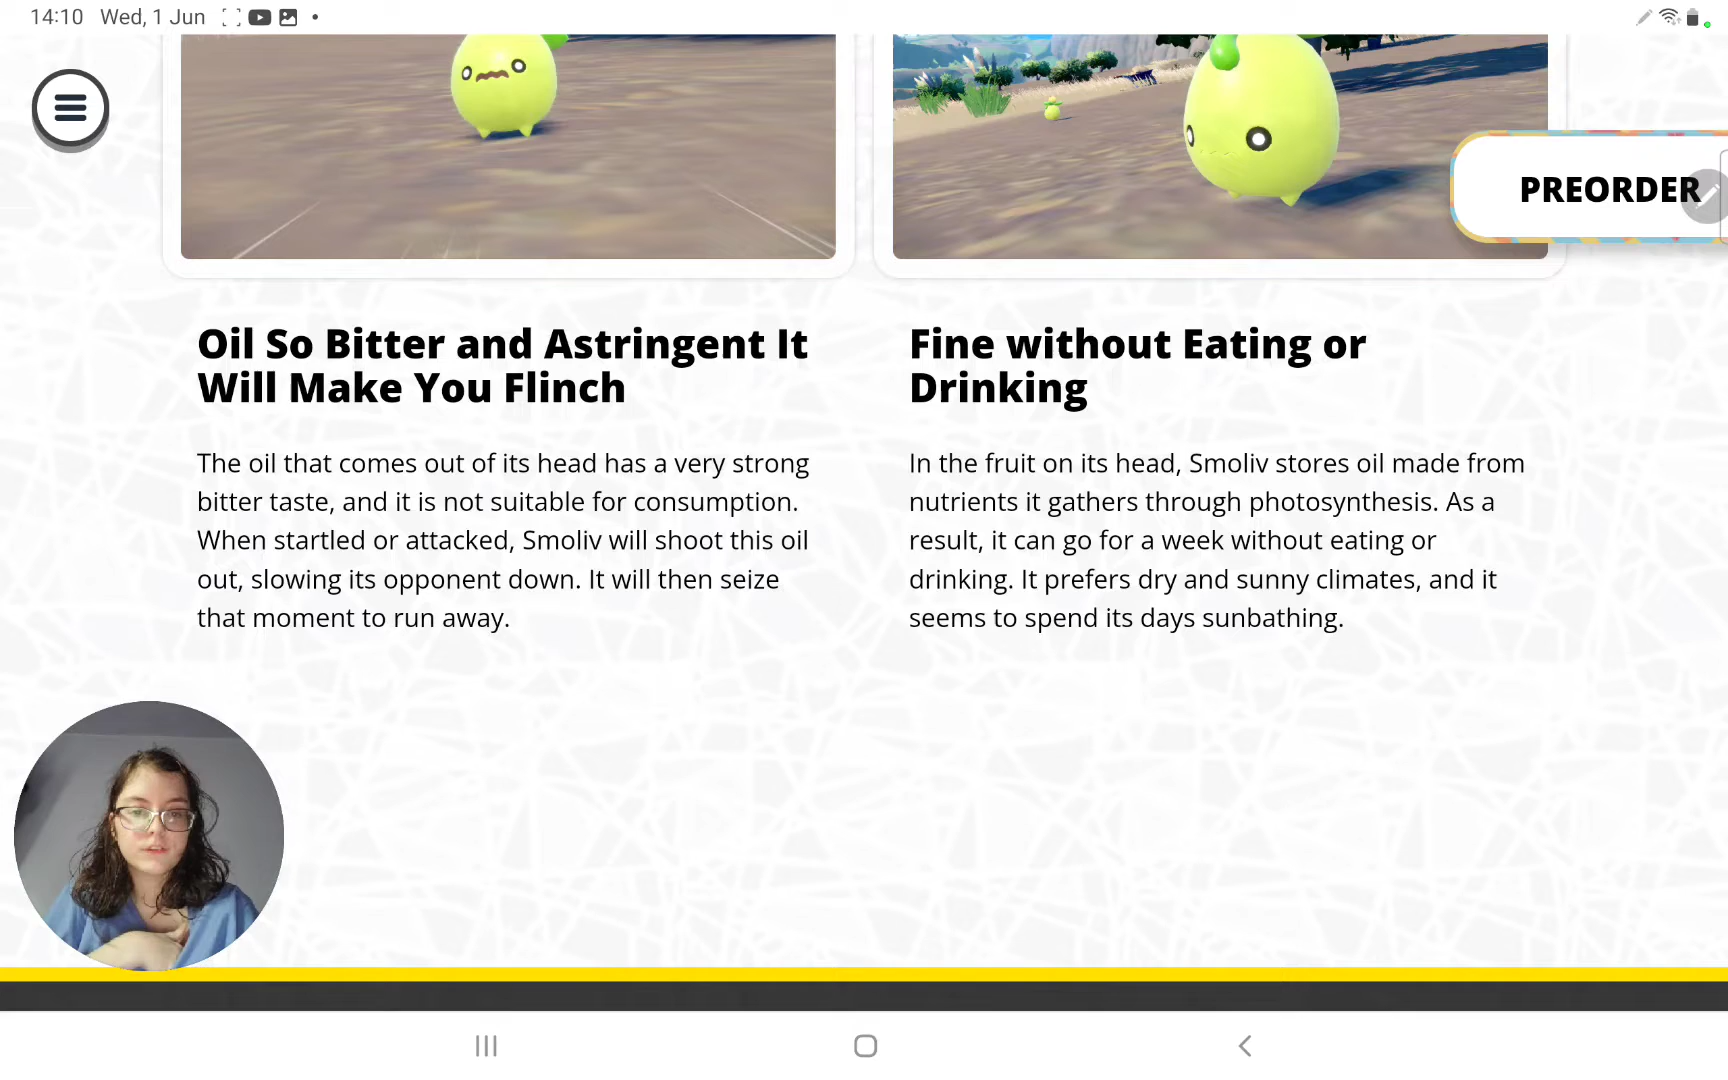 14:10 Wed, 1 Jun
PREORDER
Oil So Bitter and Astringent It
Will Make You Flinch
The oil that comes out of its head has a very strong
bitter taste, and it is not suitable for consumption.
When startled or attacked, Smoliv will shoot this oil
out, slowing its opponent down. It will then seize
that moment to run away.
Fine without Eating or
Drinking
In the fruit on its head, Smoliv stores oil made from
nutrients it gathers through photosynthesis. As a
result, it can go for a week without eating or
drinking. It prefers dry and sunny climates, and it
seems to spend its days sunbathing.